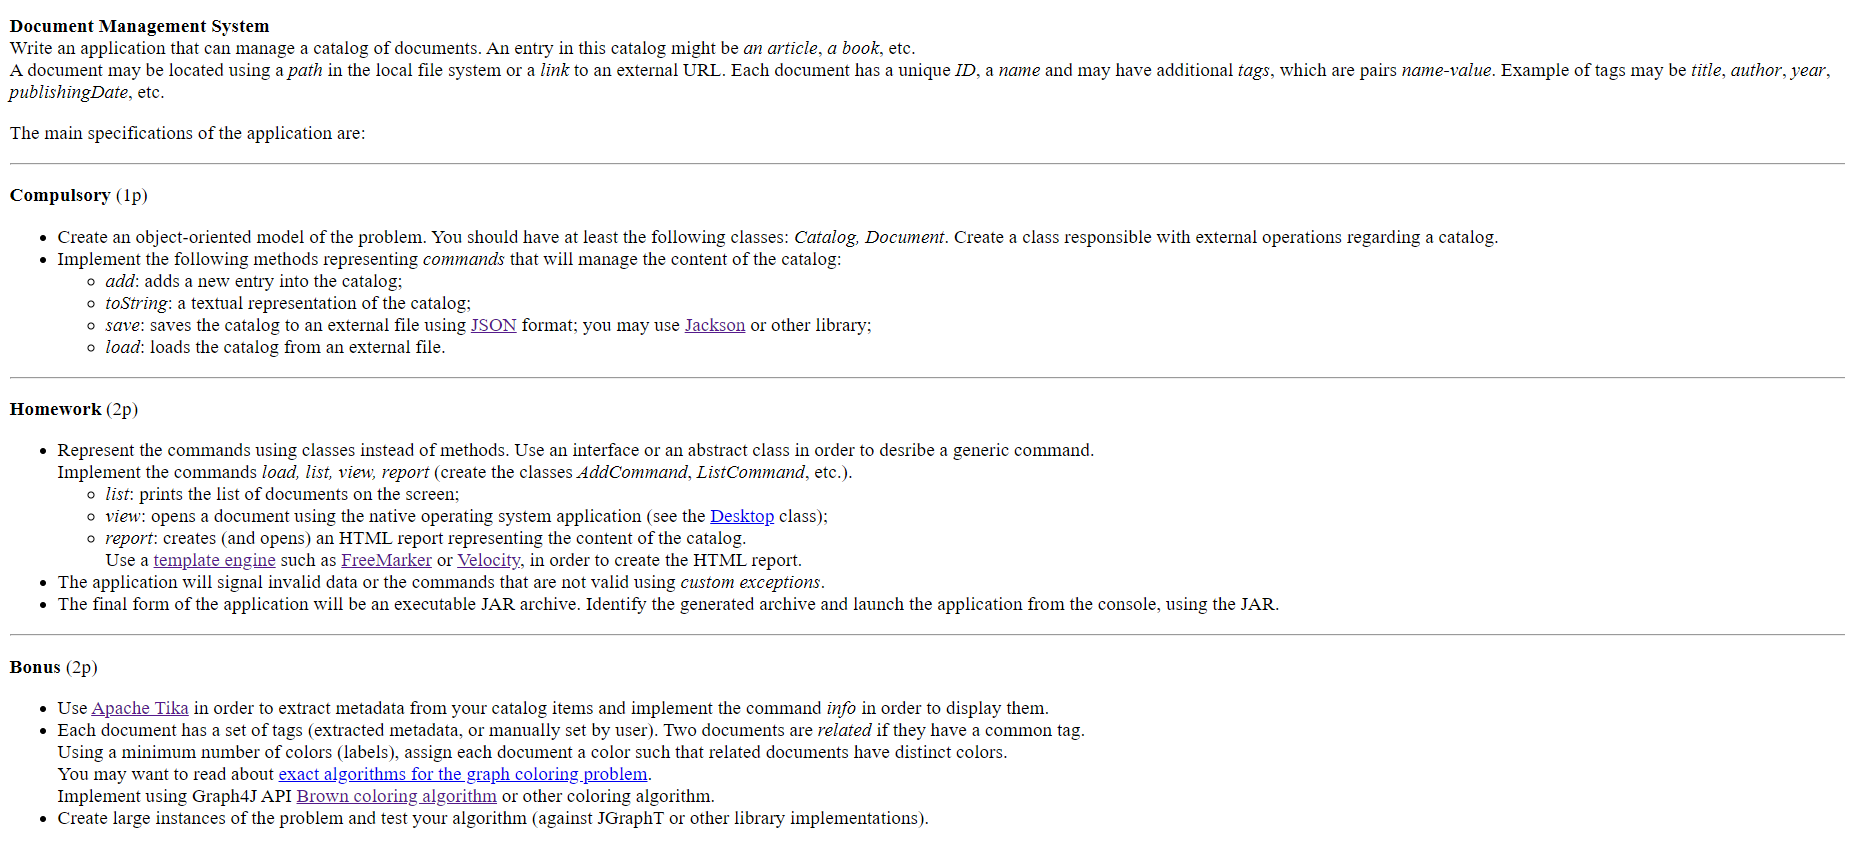 Document Management System
Write an application that can manage a catalog of documents. An entry in this catalog might be an article, a book, etc.
A document may be located using a path in the local file system or a link to an external URL. Each document has a unique ID, a name and may have additional tags, which are pairs name-value. Example of tags may be title, author, year,
publishingDate, etc.
The main specifications of the application are:
Compulsory (1p)
• Create an object-oriented model of the problem. You should have at least the following classes: Catalog, Document. Create a class responsible with external operations regarding a catalog.
• Implement the following methods representing commands that will manage the content of the catalog:
◦ add: adds a new entry into the catalog;
◦ toString: a textual representation of the catalog;
◦ save: saves the catalog to an external file using JSON format; you may use Jackson or other library;
◦ load: loads the catalog from an external file.
Homework (2p)
• Represent the commands using classes instead of methods. Use an interface or an abstract class in order to desribe a generic command.
Implement the commands load, list, view, report (create the classes AddCommand, ListCommand, etc.).
◦ list: prints the list of documents on the screen;
◦ view: opens a document using the native operating system application (see the Desktop class);
◦ report: creates (and opens) an HTML report representing the content of the catalog.
Use a template engine such as FreeMarker or Velocity, in order to create the HTML report.
• The application will signal invalid data or the commands that are not valid using custom exceptions.
• The final form of the application will be an executable JAR archive. Identify the generated archive and launch the application from the console, using the JAR.
Bonus (2p)
• Use Apache Tika in order to extract metadata from your catalog items and implement the command info in order to display them.
• Each document has a set of tags (extracted metadata, or manually set by user). Two documents are related if they have a common tag.
Using a minimum number of colors (labels), assign each document a color such that related documents have distinct colors.
You may want to read about exact algorithms for the graph coloring problem.
Implement using Graph4J API Brown coloring algorithm or other coloring algorithm.
• Create large instances of the problem and test your algorithm (against JGraphT or other library implementations).